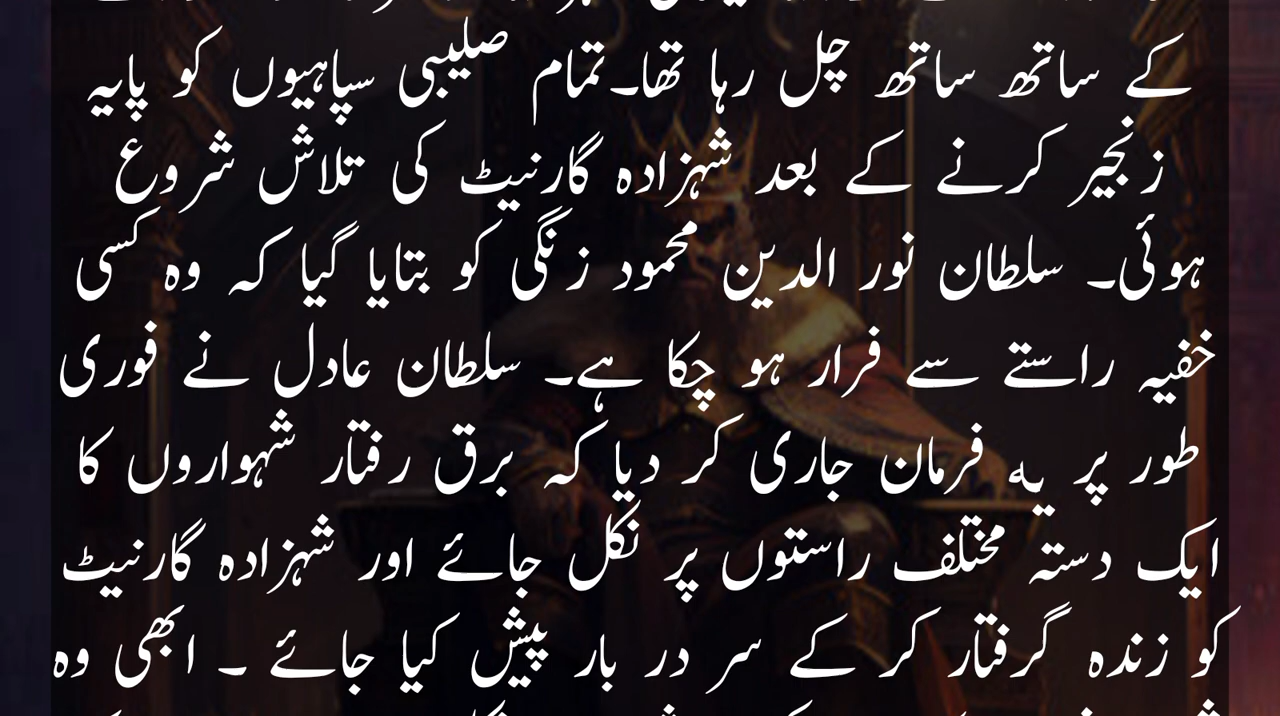 کے ساتھ ساتھ چل رہا تھا۔تمام صلیبی سپاہیوں کو پابہ
زنجیر کرنے کے بعد شہزادہ گارنیٹ کی تلاش شروع
ہوئی۔ سلطان نور الدین محمود زنگی کو بتایا گیا کہ وہ کسی
خفیہ راستے سے فرار ہو چکا ہے۔ سلطان عادل نے فوری
طور پر یہ فرمان جاری کر دیا کہ برق رفتار شہواروں کا
ایک دستہ مختلف راستوں پر نکل جائے اور شہزادہ گارنیٹ
کو زندہ گرفتار کر کے سر در بار پیش کیا جائے ۔ ابھی وہ